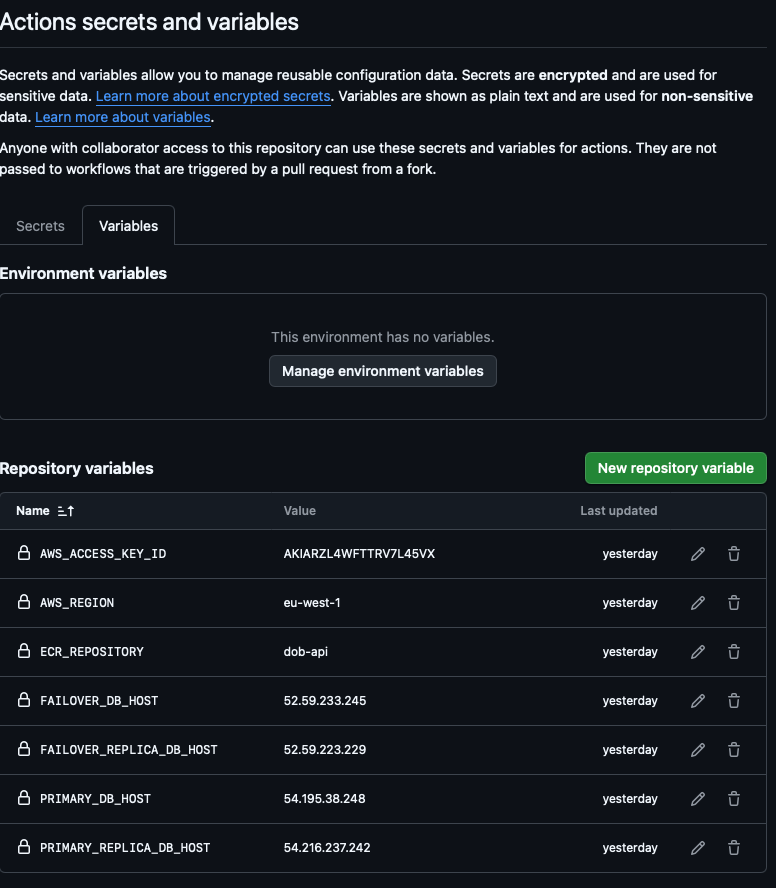 Actions secrets and variables
Secrets and variables allow you to manage reusable configuration data. Secrets are encrypted and are used for
sensitive data. Learn more about encrypted secrets. Variables are shown as plain text and are used for non-sensitive
data. Learn more about variables.
Anyone with collaborator access to this repository can use these secrets and variables for actions. They are not
passed to workflows that are triggered by a pull request from a fork.
Secrets Variables
Environment variables
This environment has no variables.
Manage environment variables
Repository variables New repository variable
Name Value Last updated
AWS_ACCESS_KEY_ID AKIARZL4WFTTRV7L45VX yesterday
AWS_REGION eu-west-1 yesterday
ECR_REPOSITORY dob-api yesterday
FAILOVER_DB_HOST 52.59.233.245 yesterday
FAILOVER_REPLICA_DB_HOST 52.59.223.229 yesterday
PRIMARY_DB_HOST 54.195.38.248 yesterday
PRIMARY_REPLICA_DB_HOST 54.216.237.242 yesterday